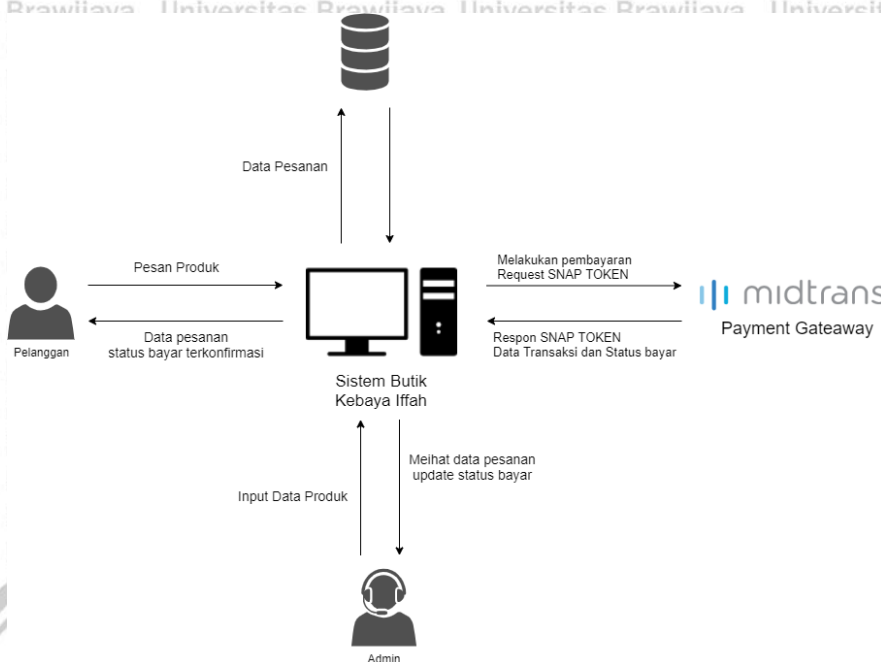 Brawijaya Universitas Brawijaya Universitas Brawijaya Universit
Data Pesanan
Pesan Produk
Data pesanan
status bayar terkonfirmasi
Pelanggan
Melakukan pembayaran
Request SNAP TOKEN
Respon SNAP TOKEN
Data Transaksi dan Status bayar
midtrans
Payment Gateaway
Sistem Butik
Kebaya Iffah
Meihat data pesanan
update status bayar
Input Data Produk
Admin